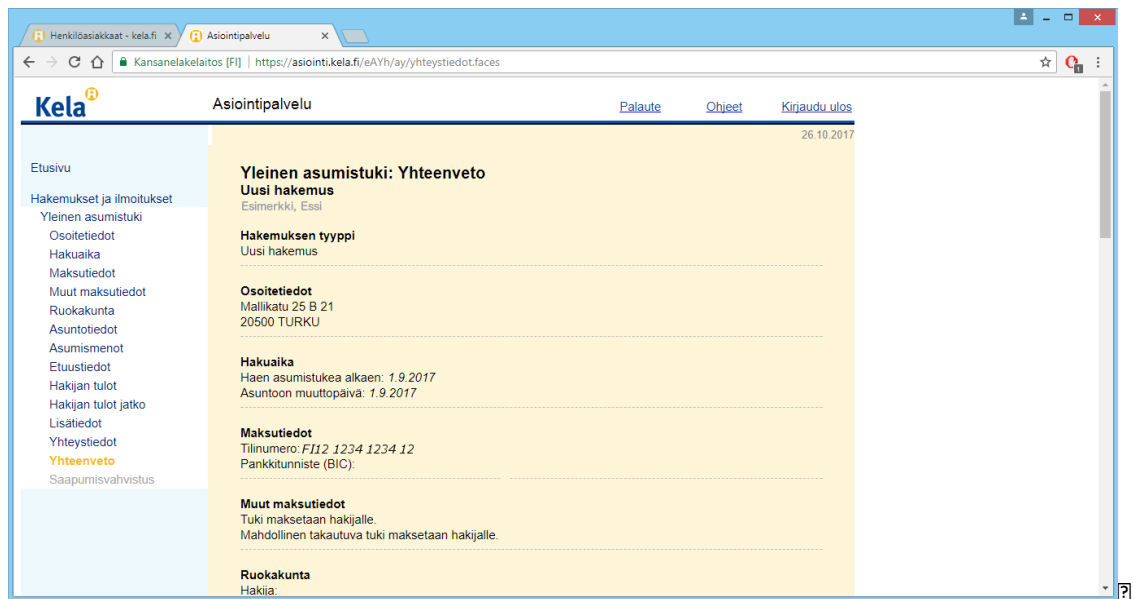 Henkilöasiakkaat - kela.fi
Asiointipalvelu
Kansanelakelaitos [FI] | https://asiointi.kela.fi/eAYh/ay/yhteystiedot.faces
1
Kela
Asiointipalvelu
Palaute
Ohjeet
Kirjaudu ulos
26.10.2017
Etusivu
Hakemukset ja ilmoitukset
Yleinen asumistuki
Osoitetiedot
Hakuaika
Maksutiedot
Muut maksutiedot
Ruokakunta
Asuntotiedot
Asumismenot
Etuustiedot
Hakijan tulot
Hakijan tulot jatko
Lisätiedot
Yhteystiedot
Yhteenveto
Saapumisvahvistus
Yleinen asumistuki: Yhteenveto
Uusi hakemus
Esimerkki, Essi
Hakemuksen tyyppi
Uusi hakemus
Osoitetiedot
Mallikatu 25 B 21
20500 TURKU
Hakuaika
Haen asumistukea alkaen: 1.9.2017
Asuntoon muuttopäivä: 1.9.2017
Maksutiedot
Tilinumero: FI12 1234 1234 12
Pankkitunniste (BIC):
Muut maksutiedot
Tuki maksetaan hakijalle.
Mahdollinen takautuva tuki maksetaan hakijalle.
Ruokakunta
Hakija:
?